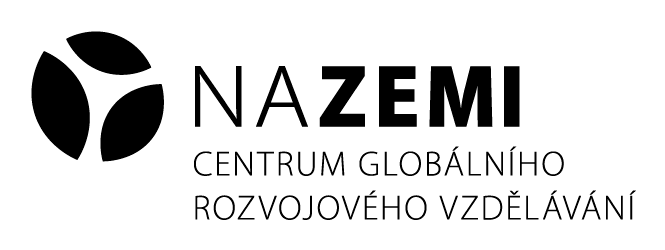 NAZEMI
CENTRUM GLOBÁLNÍHO
ROZVOJOVÉHO VZDĚLÁVÁNÍ